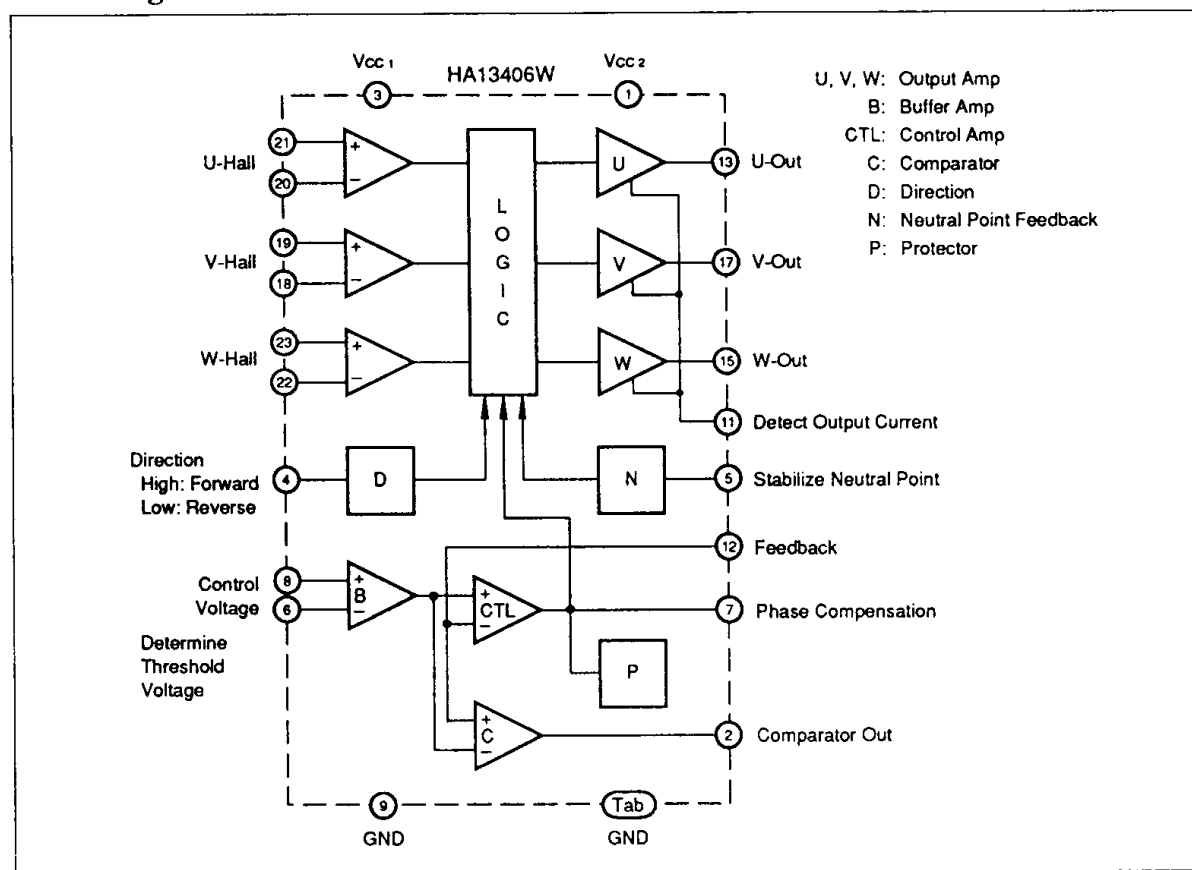 Vcc 1
HA13406W
Vcc 2
3
1
U, V, W: Output Amp
B: Buffer Amp
CTL: Control Amp
C: Comparator
D: Direction
N: Neutral Point Feedback
P: Protector
21
U-Hall
20
+
−
U
13 U-Out
L
O
G
I
C
19
V-Hall
18
+
−
V
17 V-Out
23
W-Hall
22
+
−
W
15 W-Out
11 Detect Output Current
Direction
High: Forward
Low: Reverse
4
D
N
5 Stabilize Neutral Point
12 Feedback
Control
Voltage
8
6
+
B
−
+
CTL
−
7 Phase Compensation
Determine
Threshold
Voltage
P
+
C
−
2 Comparator Out
9
GND
Tab
GND